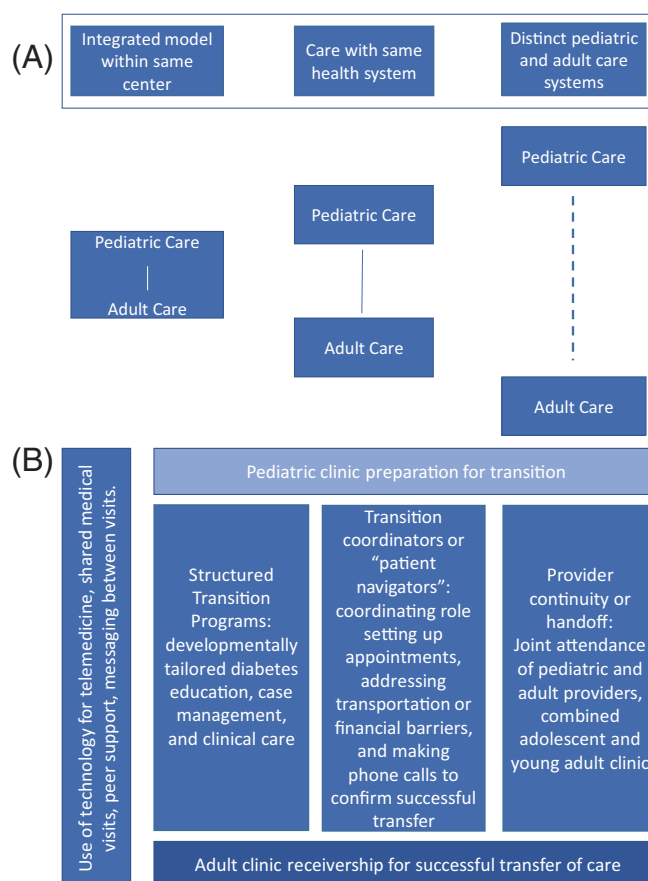 (A)
Integrated model
within same
center
Care with same
health system
Distinct pediatric
and adult care
systems
Pediatric Care
Adult Care
Pediatric Care
Adult Care
Pediatric Care
Adult Care
(B)
Use of technology for telemedicine, shared medical
visits, peer support, messaging between visits.
Pediatric clinic preparation for transition
Structured
Transition
Programs:
developmentally
tailored diabetes
education, case
management,
and clinical care
Transition
coordinators or
“patient
navigators”:
coordinating role
setting up
appointments,
addressing
transportation or
financial barriers,
and making
phone calls to
confirm successful
transfer
Provider
continuity or
handoff:
Joint attendance
of pediatric and
adult providers,
combined
adolescent and
young adult clinic
Adult clinic receivership for successful transfer of care